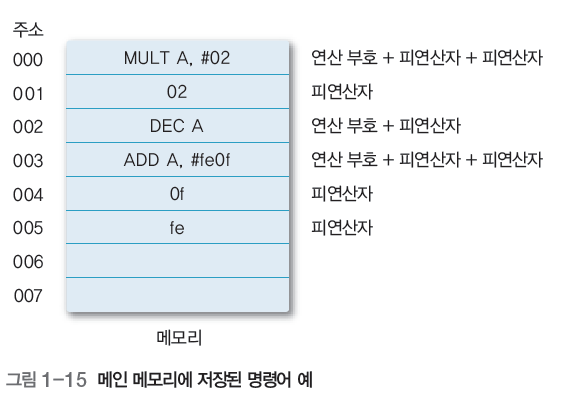 주소
000 MULT A, #02 연산 부호 + 피연산자 + 피연산자
001 02 피연산자
002 DEC A 연산 부호 + 피연산자
003 ADD A, #fe0f 연산 부호 + 피연산자 + 피연산자
004 0f 피연산자
005 fe 피연산자
006
007
메모리
그림 1-15 메인 메모리에 저장된 명령어 예